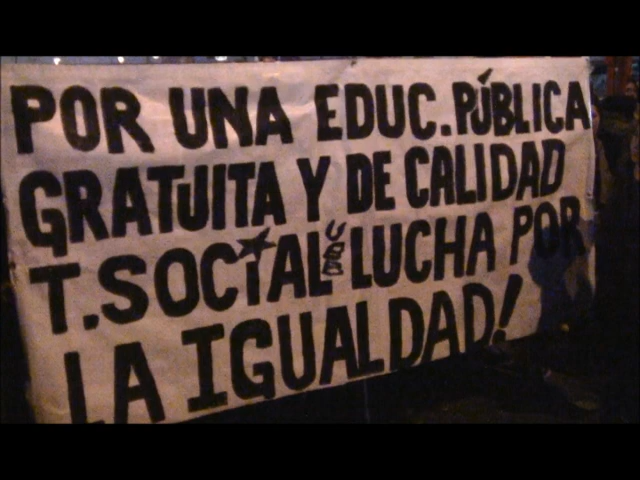 POR UNA EDUC. PÚBLICA
GRATUITA Y DE CALIDAD
T. SOCIAL UBB LUCHA POR
LA IGUALDAD!